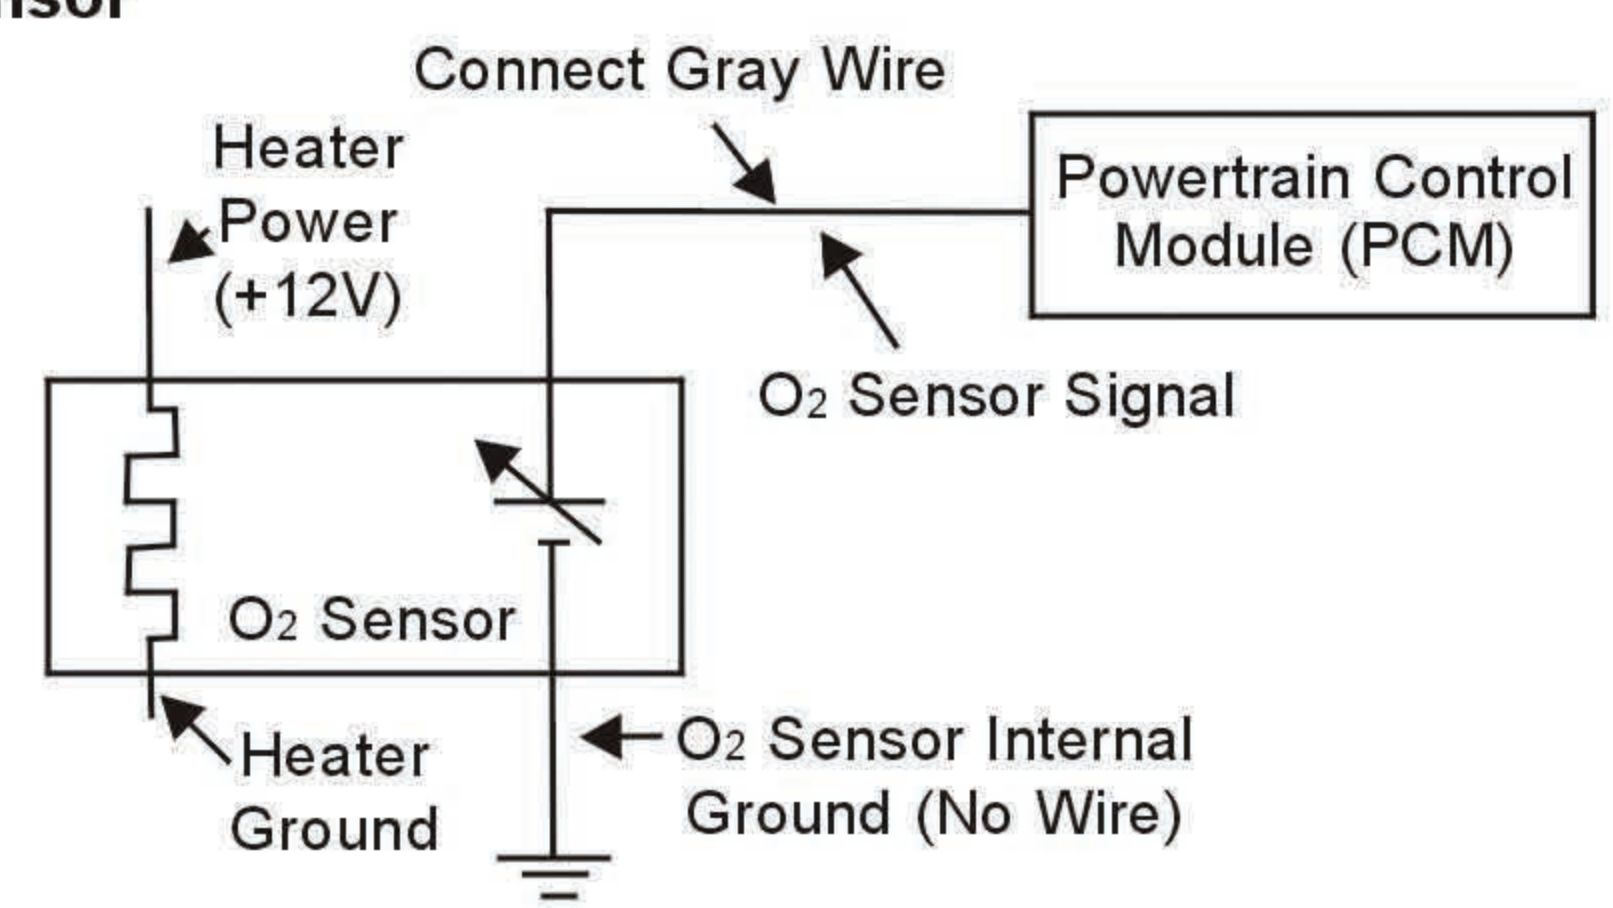 Connect Gray Wire
Heater
Power
(+12V)
Powertrain Control
Module (PCM)
O2 Sensor Signal
O2 Sensor
Heater
Ground
O2 Sensor Internal
Ground (No Wire)